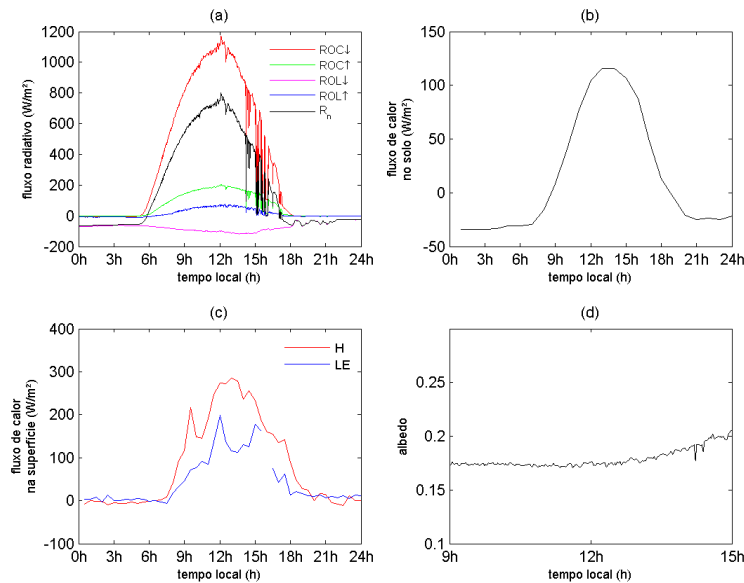 (a)
1200
1000
800
600
400
200
0
-200
fluxo radiativo (W/m²)
ROC↓
ROC↑
ROL↓
ROL↑
Rn
0h 3h 6h 9h 12h 15h 18h 21h 24h
tempo local (h)
(b)
150
100
50
0
-50
fluxo de calor
no solo (W/m²)
0h 3h 6h 9h 12h 15h 18h 21h 24h
tempo local (h)
(c)
400
300
200
100
0
-100
fluxo de calor
na superfície (W/m²)
H
LE
0h 3h 6h 9h 12h 15h 18h 21h 24h
tempo local (h)
(d)
0.3
0.25
0.2
0.15
0.1
albedo
9h 12h 15h
tempo local (h)